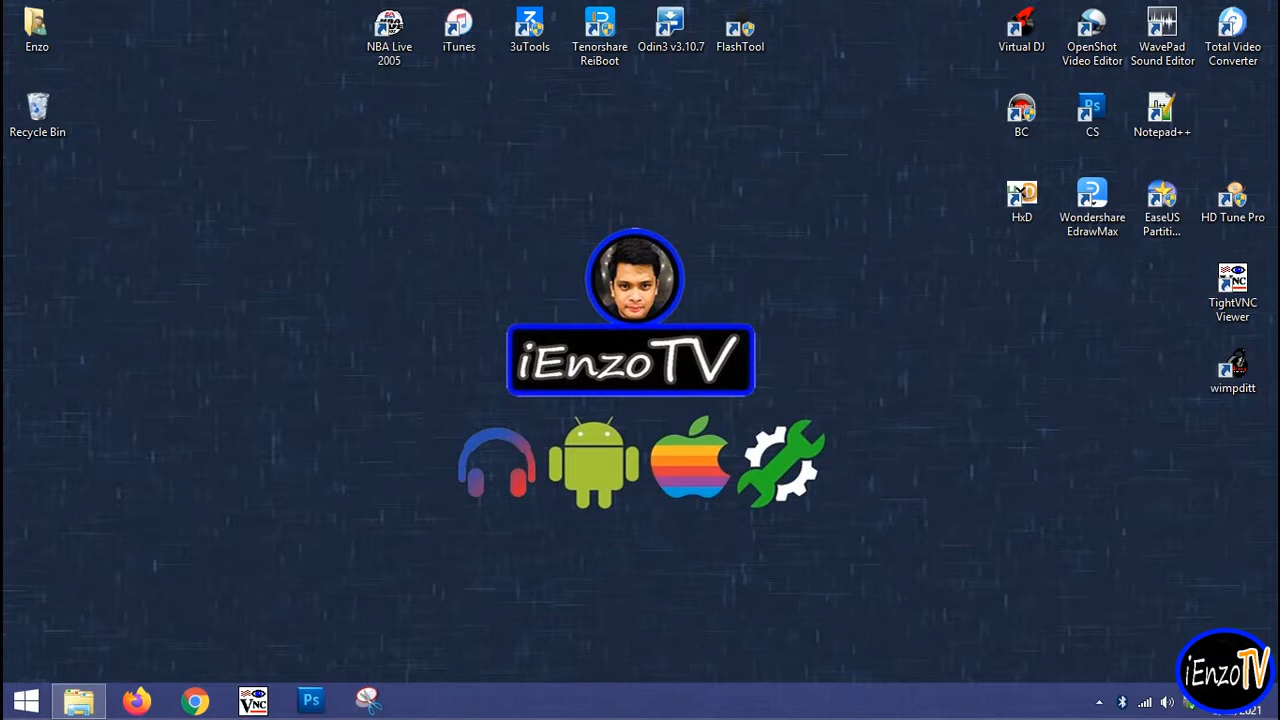 Enzo
NBA Live
2005
iTunes
3uTools
Tenorshare
ReiBoot
Odin3 v3.10.7
FlashTool
Virtual DJ
OpenShot
Video Editor
WavePad
Sound Editor
Total Video
Converter
Recycle Bin
BC
CS
Notepad++
HxD
Wondershare
EdrawMax
EaseUS
Partiti...
HD Tune Pro
TightVNC
Viewer
wimpditt
iEnzoTV
iEnzoTV
VNC
Ps